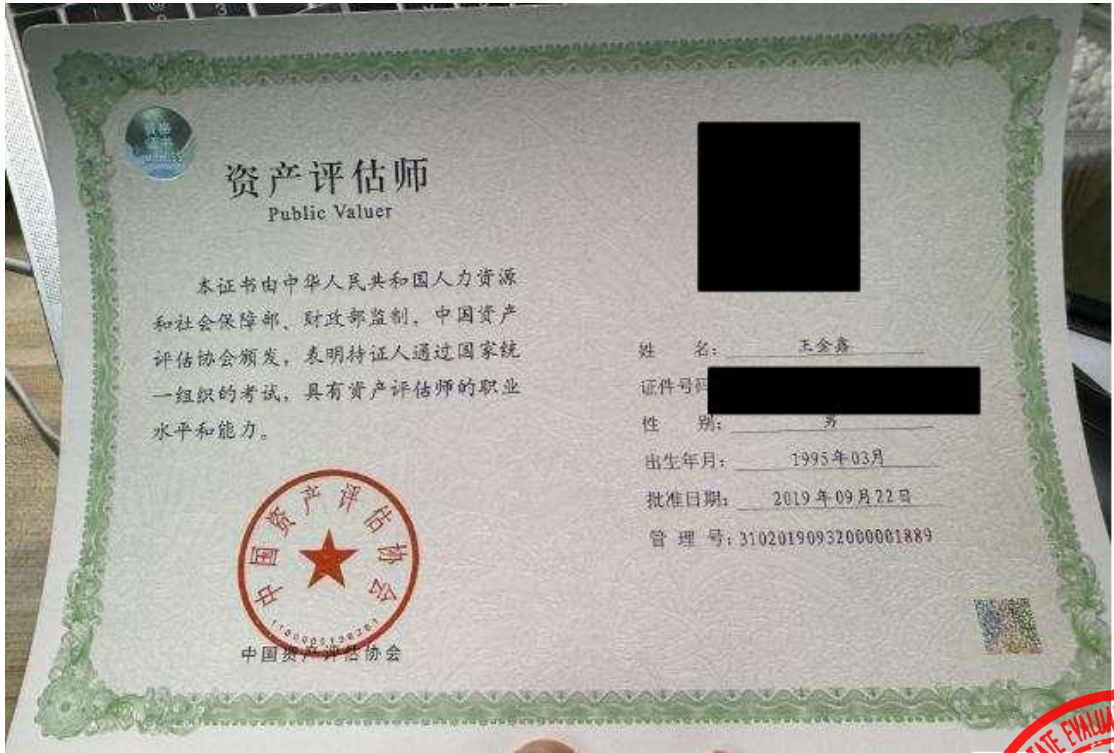 资产评估师
Public Valuer
本证书由中华人民共和国人力资源
和社会保障部、财政部监制，中国资产
评估协会颁发，表明持证人通过国家统
一组织的考试，具有资产评估师的职业
水平和能力。
中国资产评估协会
中国资产评估协会
姓 名： 王金鑫
证件号码
性 别： 男
出生年月： 1995年03月
批准日期： 2019年09月22日
管 理 号：31020190932000001889